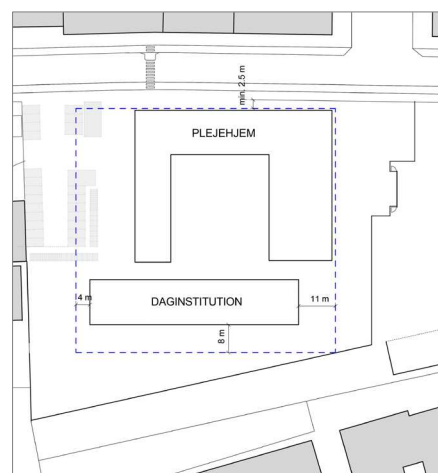 min. 2.5 m
PLEJEHJEM
4 m
DAGINSTITUTION
11 m
8 m